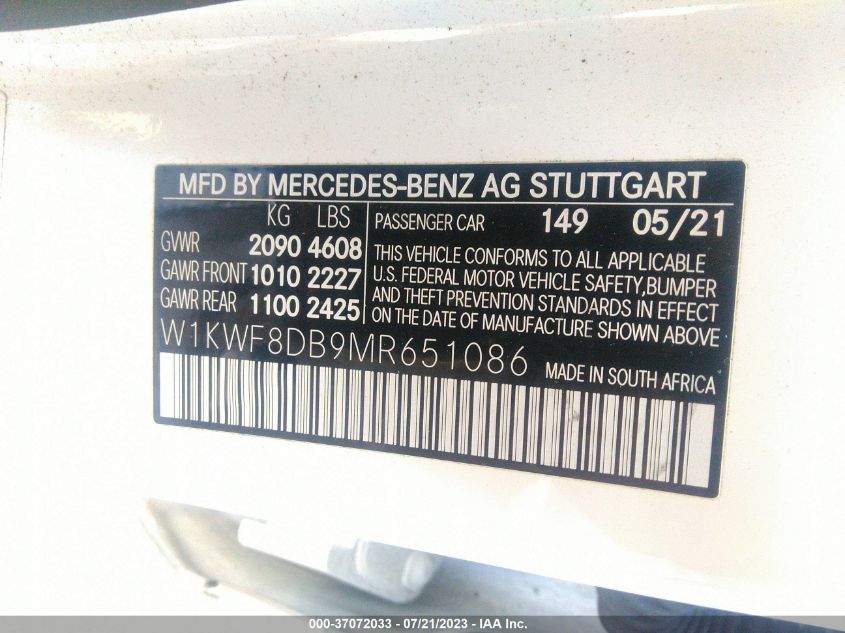 MFD BY MERCEDES-BENZ AG STUTTGART
KG LBS
GVWR 2090 4608
GAWR FRONT 1010 2227
GAWR REAR 1100 2425
PASSENGER CAR 149 05/21
THIS VEHICLE CONFORMS TO ALL APPLICABLE
U.S. FEDERAL MOTOR VEHICLE SAFETY,BUMPER
AND THEFT PREVENTION STANDARDS IN EFFECT
ON THE DATE OF MANUFACTURE SHOWN ABOVE
W1KWF8DB9MR651086
MADE IN SOUTH AFRICA
000-37072033 - 07/21/2023 - IAA Inc.